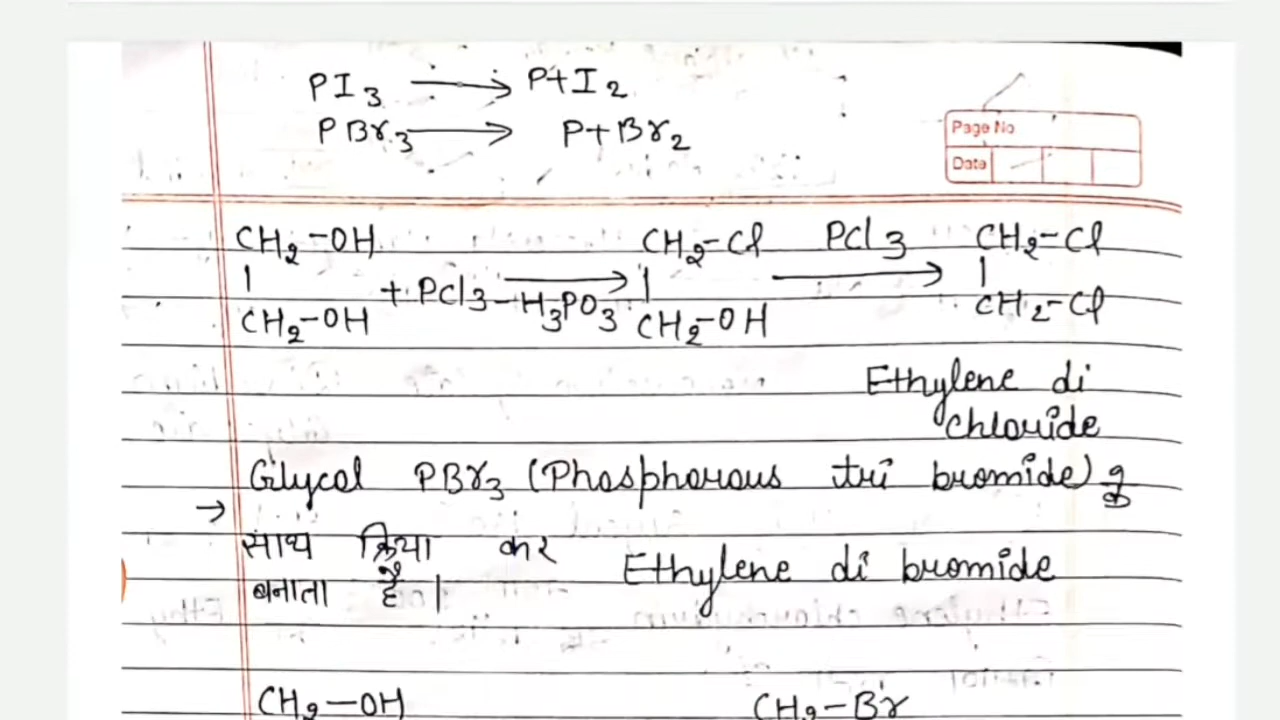 PI₃ → P+I₂
PBr₃ → P+Br₂
Page No
Date
CH₂-OH CH₂-Cl PCl₃ CH₂-Cl
| + PCl₃ → | → |
CH₂-OH -H₃PO₃ CH₂-OH CH₂-Cl
Ethylene di
chloride
Glycol PBr₃ (Phosphorous tri bromide) के
→ साथ क्रिया कर Ethylene di bromide
बनाता है |
CH₂-OH CH₂-Br